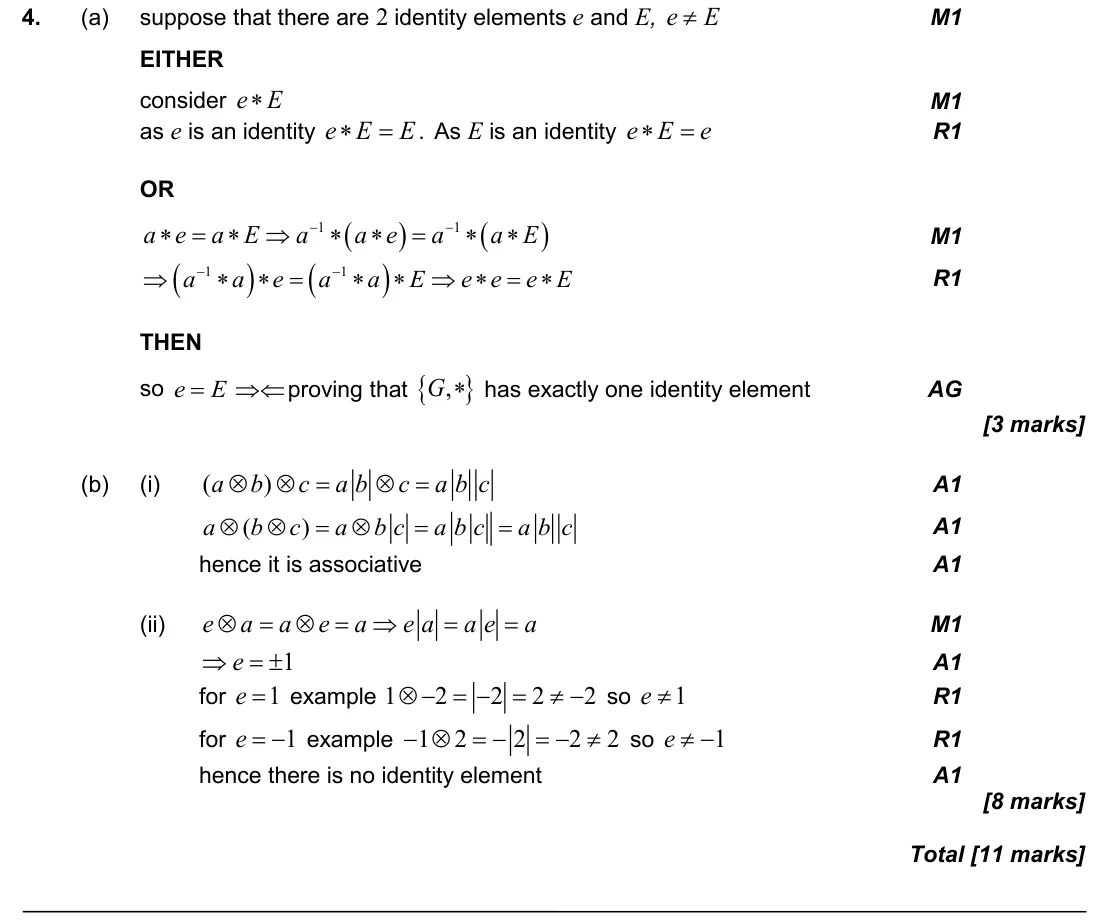 4. (a) suppose that there are 2 identity elements e and E, e ≠ E M1
EITHER
consider e ∗ E M1
as e is an identity e ∗ E = E. As E is an identity e ∗ E = e R1
OR
a ∗ e = a ∗ E ⇒ a⁻¹ ∗ (a ∗ e) = a⁻¹ ∗ (a ∗ E) M1
⇒ (a⁻¹ ∗ a) ∗ e = (a⁻¹ ∗ a) ∗ E ⇒ e ∗ e = e ∗ E R1
THEN
so e = E ⇒⇐ proving that {G, ∗} has exactly one identity element AG
[3 marks]
(b) (i) (a ⊗ b) ⊗ c = a|b| ⊗ c = a|b||c| A1
a ⊗ (b ⊗ c) = a ⊗ b|c| = a|b|c|| = a|b||c| A1
hence it is associative A1
(ii) e ⊗ a = a ⊗ e = a ⇒ e|a| = a|e| = a M1
⇒ e = ±1 A1
for e = 1 example 1 ⊗ −2 = |−2| = 2 ≠ −2 so e ≠ 1 R1
for e = −1 example −1 ⊗ 2 = −|2| = −2 ≠ 2 so e ≠ −1 R1
hence there is no identity element A1
[8 marks]
Total [11 marks]